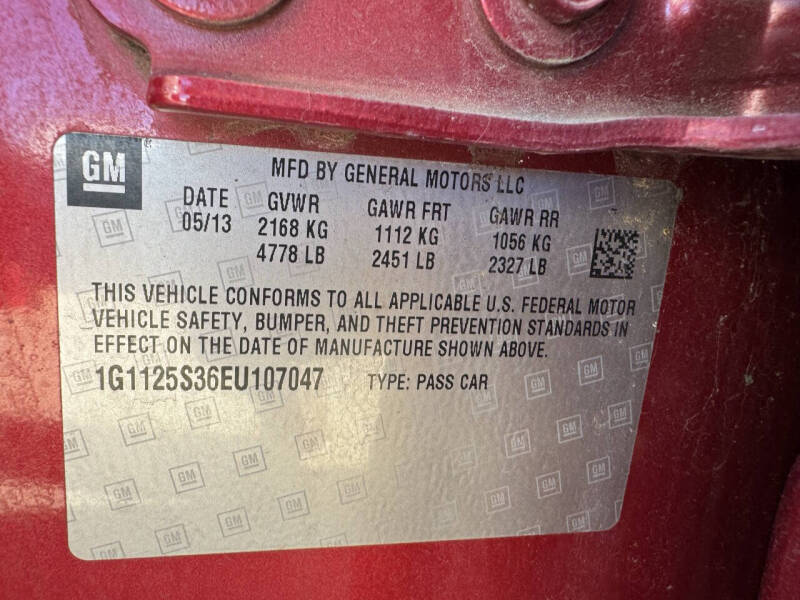 GM
MFD BY GENERAL MOTORS LLC
DATE GVWR GAWR FRT GAWR RR
05/13 2168 KG 1112 KG 1056 KG
4778 LB 2451 LB 2327 LB
THIS VEHICLE CONFORMS TO ALL APPLICABLE U.S. FEDERAL MOTOR
VEHICLE SAFETY, BUMPER, AND THEFT PREVENTION STANDARDS IN
EFFECT ON THE DATE OF MANUFACTURE SHOWN ABOVE.
1G1125S36EU107047 TYPE: PASS CAR